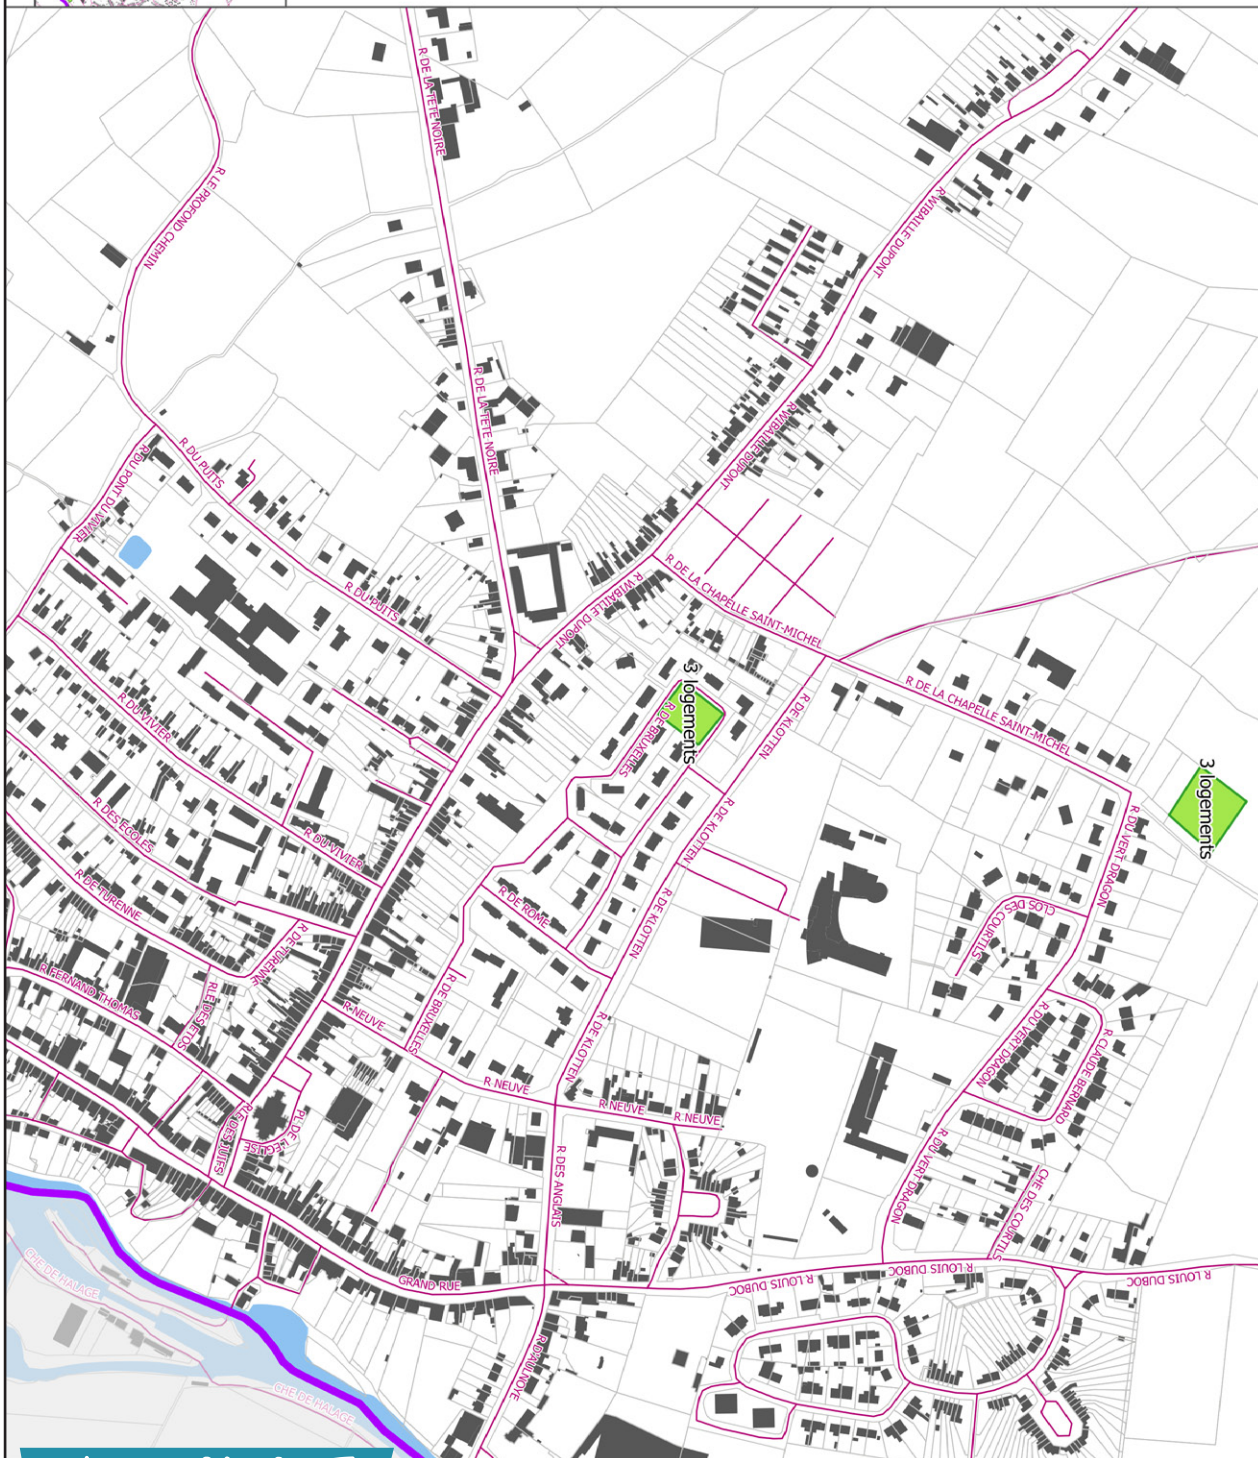 R DE LA TETE NOIRE
R LE PROFOND CHEMIN
R WIBAILLE DUPONT
R DE LA TETE NOIRE
R WIBAILLE DUPONT
R DU PONT DU VIVIER
R DU PUITS
R DU PUITS
R WIBAILLE DUPONT
R DE LA CHAPELLE SAINT-MICHEL
R DE LA CHAPELLE SAINT-MICHEL
3 logements
R DE BRUXELLES
R DE KLOTTEN
3 logements
R DU VIVIER
R DES ECOLES
R DU VIVIER
R DE KLOTTEN
R DU VERT DRAGON
R DE TURENNE
R DE ROME
R DE KLOTTEN
CLOS DES COURTILS
R DE TURENNE
R FERNAND THOMAS
RLE DES ETOS
R NEUVE
R DE BRUXELLES
R DE KLOTTEN
R DU VERT DRAGON
R CLAUDE BERNARD
R NEUVE
R NEUVE
R NEUVE
RLE DES JUIFS
PL DE L'EGLISE
R DES ANGLAIS
R DU VERT DRAGON
CHE DES COURTILS
CHE DE HALAGE
GRAND RUE
R LOUIS DUBOC
R LOUIS DUBOC
R LOUIS DUBOC
R D'AULNOYE
CHE DE HALAGE